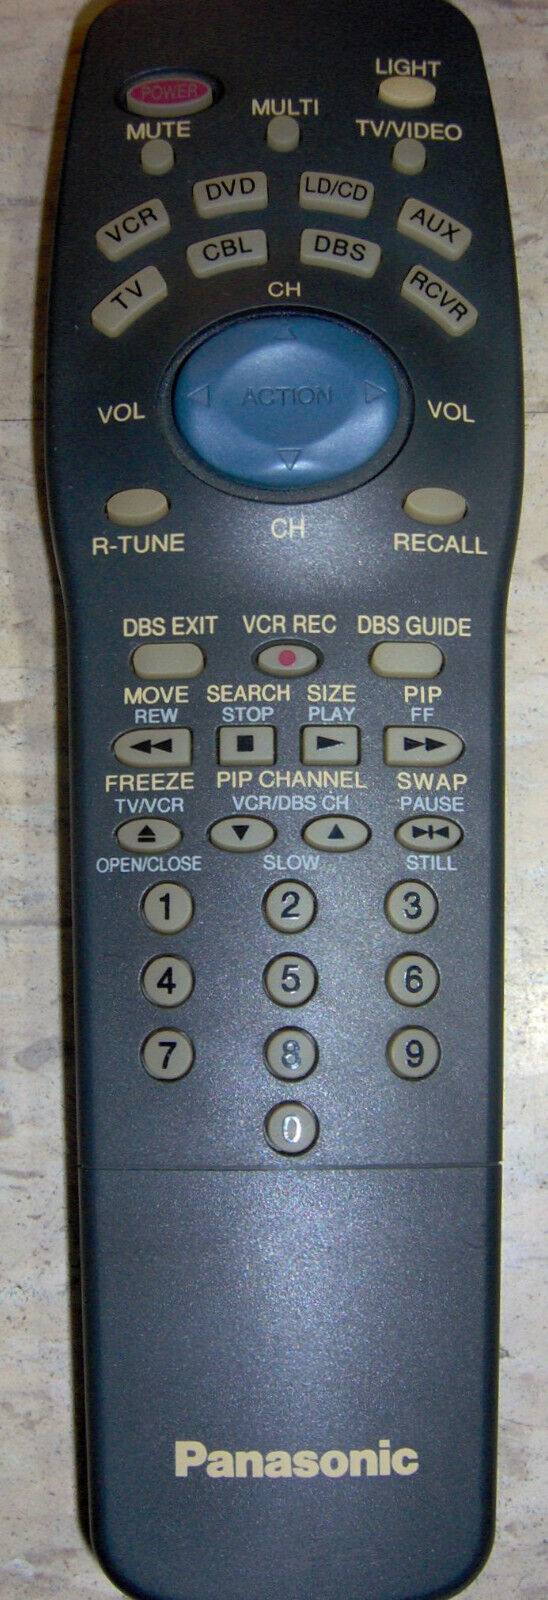 LIGHT
POWER
MULTI
MUTE TV/VIDEO
DVD LD/CD
VCR AUX
CBL DBS
TV RCVR
CH
VOL ACTION VOL
CH
R-TUNE RECALL
DBS EXIT VCR REC DBS GUIDE
MOVE SEARCH SIZE PIP
REW STOP PLAY FF
FREEZE PIP CHANNEL SWAP
TV/VCR VCR/DBS CH PAUSE
OPEN/CLOSE SLOW STILL
1 2 3
4 5 6
7 8 9
0
Panasonic